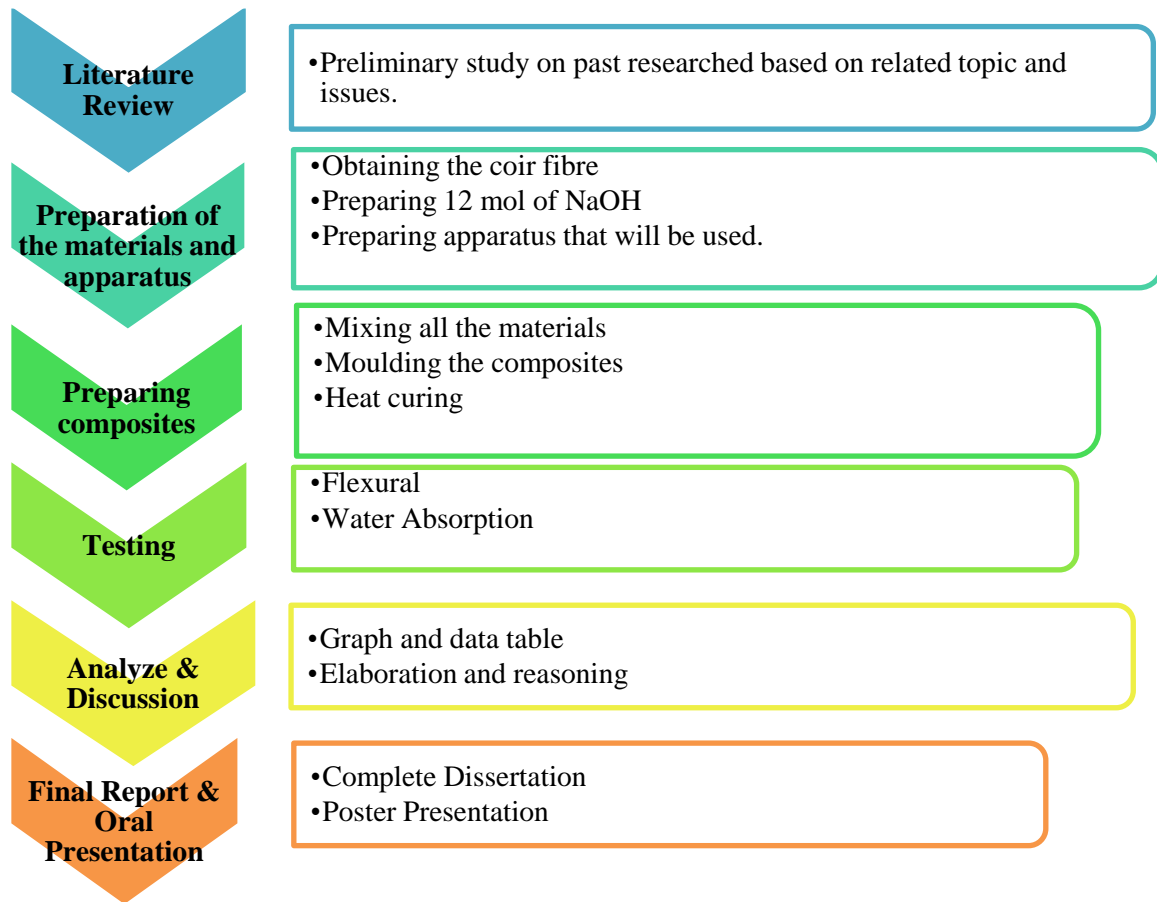 Literature
Review
•Preliminary study on past researched based on related topic and
issues.
Preparation of
the materials and
apparatus
•Obtaining the coir fibre
•Preparing 12 mol of NaOH
•Preparing apparatus that will be used.
Preparing
composites
•Mixing all the materials
•Moulding the composites
•Heat curing
Testing
•Flexural
•Water Absorption
Analyze &
Discussion
•Graph and data table
•Elaboration and reasoning
Final Report &
Oral
Presentation
•Complete Dissertation
•Poster Presentation